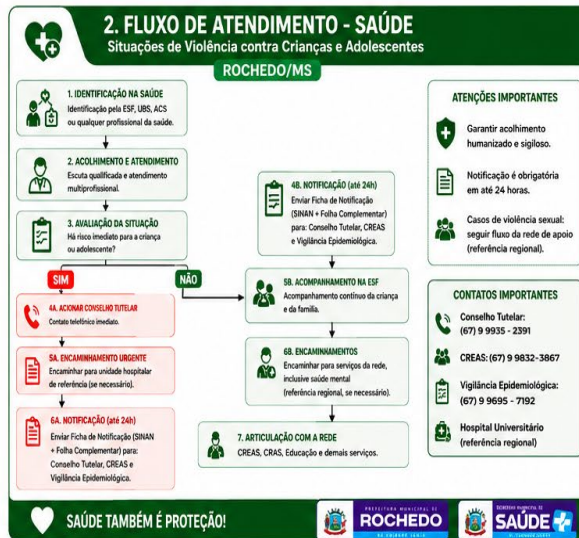 2. FLUXO DE ATENDIMENTO - SAÚDE
Situações de Violência contra Crianças e Adolescentes
ROCHEDO/MS
1. IDENTIFICAÇÃO NA SAÚDE
Identificação pela ESF, UBS, ACS
ou qualquer profissional da saúde.
2. ACOLHIMENTO E ATENDIMENTO
Escuta qualificada e atendimento
multiprofissional.
3. AVALIAÇÃO DA SITUAÇÃO
Há risco imediato para a criança
ou adolescente?
SIM
NÃO
4A. ACIONAR CONSELHO TUTELAR
Contato telefônico imediato.
5A. ENCAMINHAMENTO URGENTE
Encaminhar para unidade hospitalar
de referência (se necessário).
6A. NOTIFICAÇÃO (até 24h)
Enviar Ficha de Notificação (SINAN
+ Folha Complementar) para:
Conselho Tutelar, CREAS e
Vigilância Epidemiológica.
4B. NOTIFICAÇÃO (até 24h)
Enviar Ficha de Notificação
(SINAN + Folha Complementar)
para: Conselho Tutelar, CREAS
e Vigilância Epidemiológica.
5B. ACOMPANHAMENTO NA ESF
Acompanhamento contínuo da criança
e da família.
6B. ENCAMINHAMENTOS
Encaminhar para serviços da rede,
inclusive saúde mental
(referência regional, se necessário).
7. ARTICULAÇÃO COM A REDE
CREAS, CRAS, Educação e demais serviços.
ATENÇÕES IMPORTANTES
Garantir acolhimento
humanizado e sigiloso.
Notificação é obrigatória
em até 24 horas.
Casos de violência sexual:
seguir fluxo da rede de apoio
(referência regional).
CONTATOS IMPORTANTES
Conselho Tutelar:
(67) 9 9935 - 2391
CREAS: (67) 9 9832-3867
Vigilância Epidemiológica:
(67) 9 9695 - 7192
Hospital Universitário
(referência regional)
SAÚDE TAMBÉM É PROTEÇÃO!
PREFEITURA MUNICIPAL DE
ROCHEDO
SAÚDE